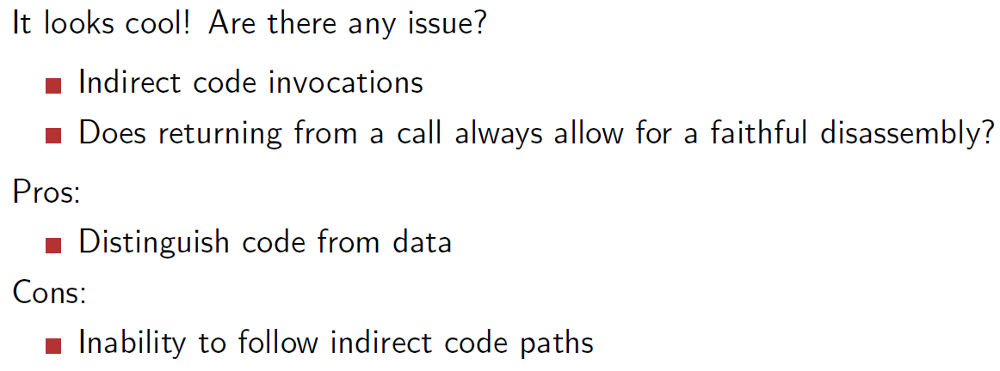 It looks cool! Are there any issue?
Indirect code invocations
Does returning from a call always allow for a faithful disassembly?
Pros:
Distinguish code from data
Cons:
Inability to follow indirect code paths